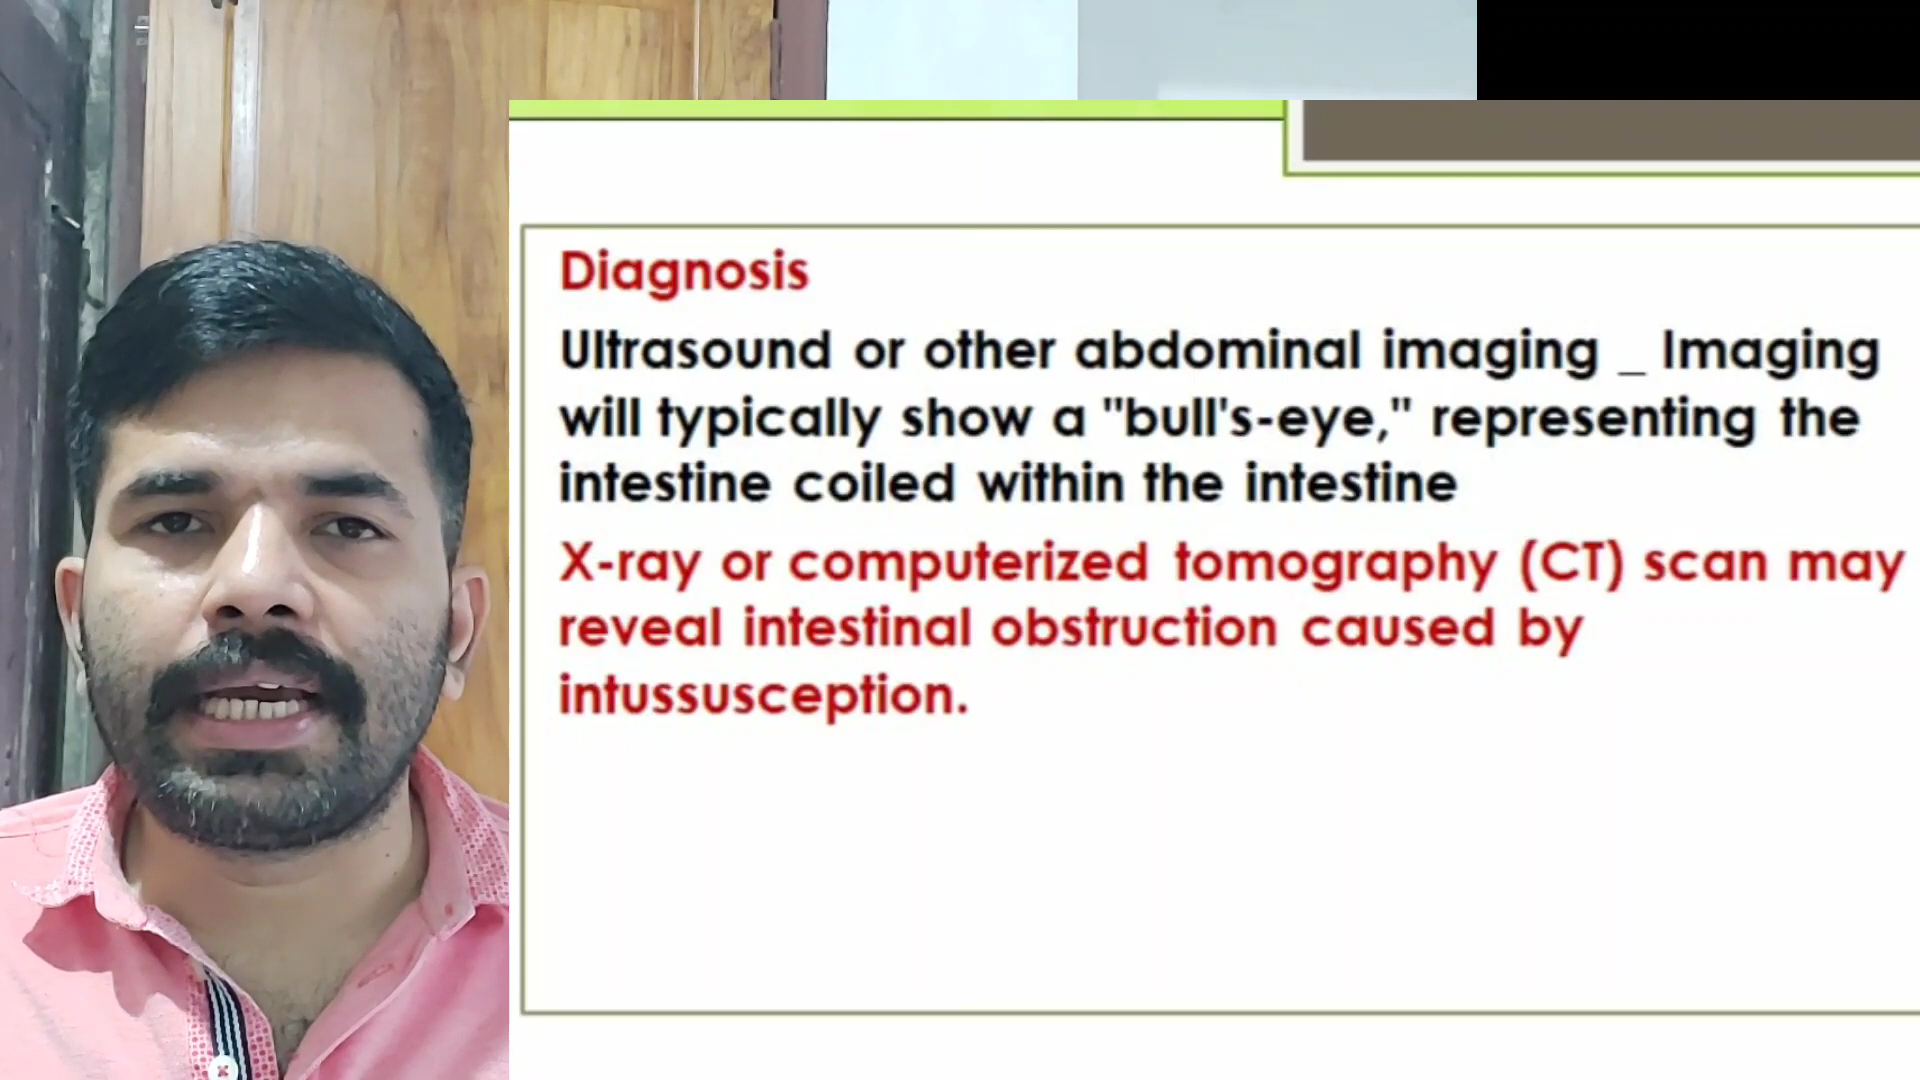 Diagnosis
Ultrasound or other abdominal imaging _ Imaging
will typically show a "bull's-eye," representing the
intestine coiled within the intestine
X-ray or computerized tomography (CT) scan may
reveal intestinal obstruction caused by
intussusception.